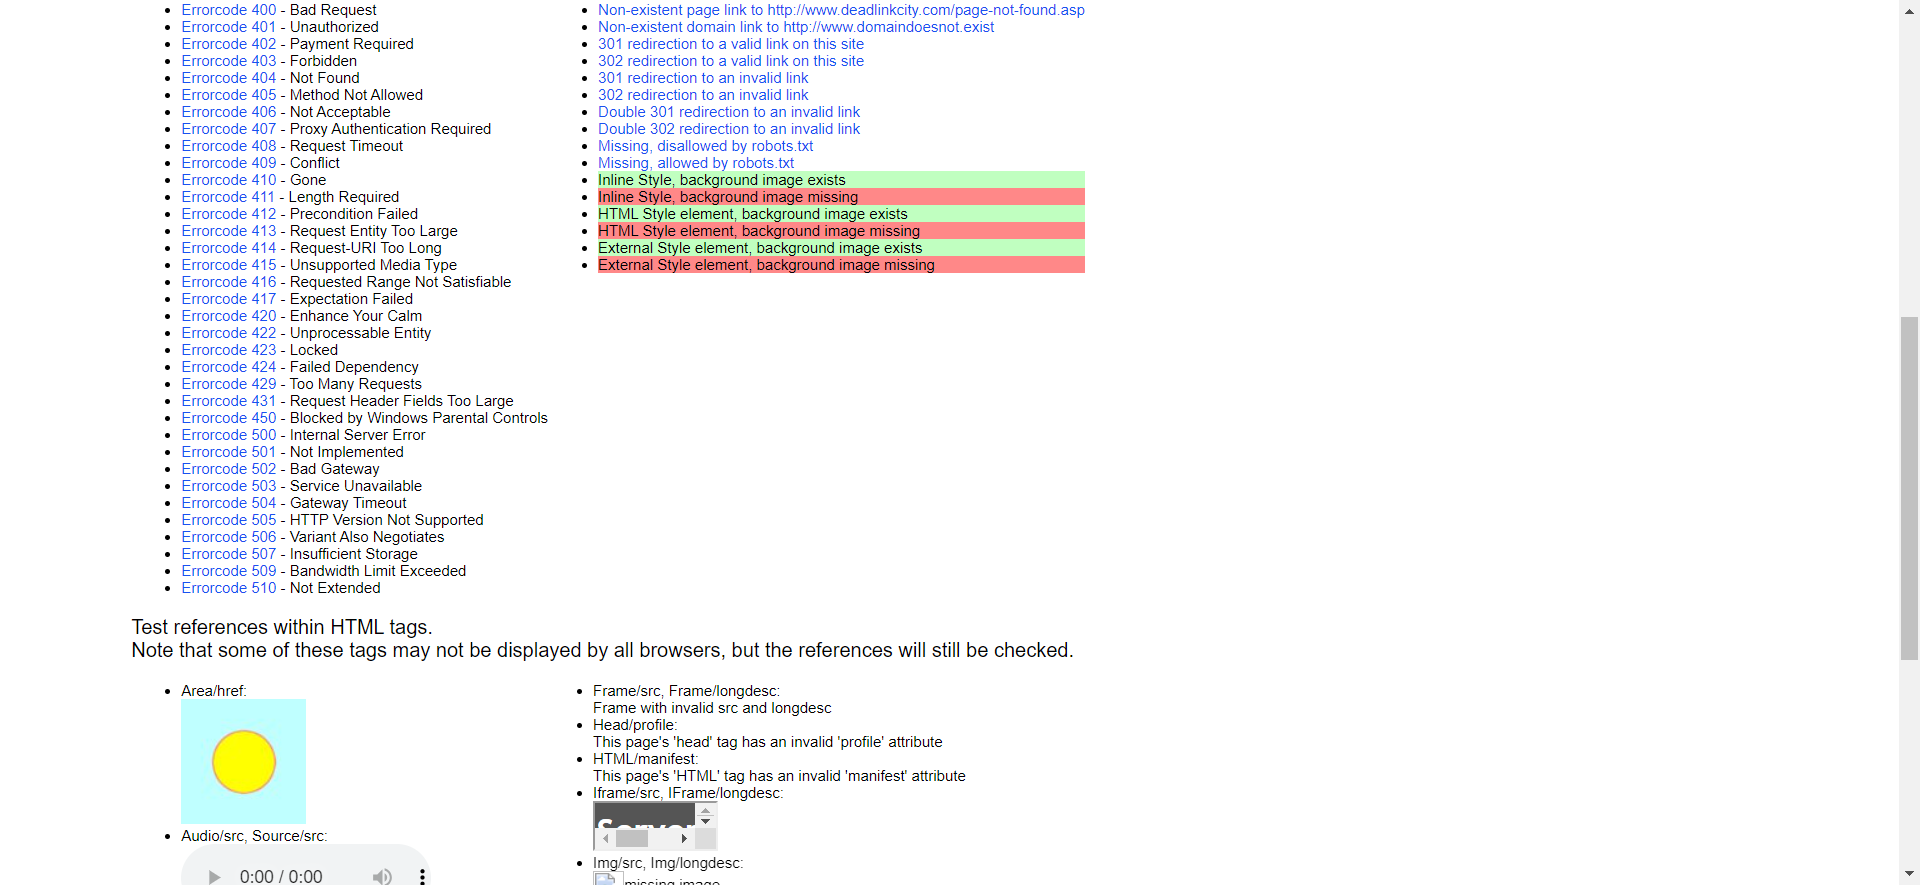 Errorcode 400 - Bad Request
Errorcode 401 - Unauthorized
Errorcode 402 - Payment Required
Errorcode 403 - Forbidden
Errorcode 404 - Not Found
Errorcode 405 - Method Not Allowed
Errorcode 406 - Not Acceptable
Errorcode 407 - Proxy Authentication Required
Errorcode 408 - Request Timeout
Errorcode 409 - Conflict
Errorcode 410 - Gone
Errorcode 411 - Length Required
Errorcode 412 - Precondition Failed
Errorcode 413 - Request Entity Too Large
Errorcode 414 - Request-URI Too Long
Errorcode 415 - Unsupported Media Type
Errorcode 416 - Requested Range Not Satisfiable
Errorcode 417 - Expectation Failed
Errorcode 420 - Enhance Your Calm
Errorcode 422 - Unprocessable Entity
Errorcode 423 - Locked
Errorcode 424 - Failed Dependency
Errorcode 429 - Too Many Requests
Errorcode 431 - Request Header Fields Too Large
Errorcode 450 - Blocked by Windows Parental Controls
Errorcode 500 - Internal Server Error
Errorcode 501 - Not Implemented
Errorcode 502 - Bad Gateway
Errorcode 503 - Service Unavailable
Errorcode 504 - Gateway Timeout
Errorcode 505 - HTTP Version Not Supported
Errorcode 506 - Variant Also Negotiates
Errorcode 507 - Insufficient Storage
Errorcode 509 - Bandwidth Limit Exceeded
Errorcode 510 - Not Extended
Non-existent page link to http://www.deadlinkcity.com/page-not-found.asp
Non-existent domain link to http://www.domaindoesnot.exist
301 redirection to a valid link on this site
302 redirection to a valid link on this site
301 redirection to an invalid link
302 redirection to an invalid link
Double 301 redirection to an invalid link
Double 302 redirection to an invalid link
Missing, disallowed by robots.txt
Missing, allowed by robots.txt
Inline Style, background image exists
Inline Style, background image missing
HTML Style element, background image exists
HTML Style element, background image missing
External Style element, background image exists
External Style element, background image missing
Test references within HTML tags.
Note that some of these tags may not be displayed by all browsers, but the references will still be checked.
Area/href:
Audio/src, Source/src:
0:00 / 0:00
Frame/src, Frame/longdesc:
Frame with invalid src and longdesc
Head/profile:
This page's 'head' tag has an invalid 'profile' attribute
HTML/manifest:
This page's 'HTML' tag has an invalid 'manifest' attribute
Iframe/src, IFrame/longdesc:
Server
Img/src, Img/longdesc:
missing image